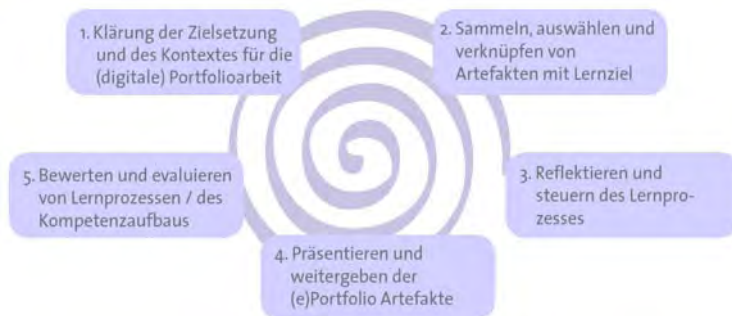 1. Klärung der Zielsetzung
und des Kontextes für die
(digitale) Portfolioarbeit
2. Sammeln, auswählen und
verknüpfen von
Artefakten mit Lernziel
3. Reflektieren und
steuern des Lernpro-
zesses
4. Präsentieren und
weitergeben der
(e)Portfolio Artefakte
5. Bewerten und evaluieren
von Lernprozessen / des
Kompetenzaufbaus